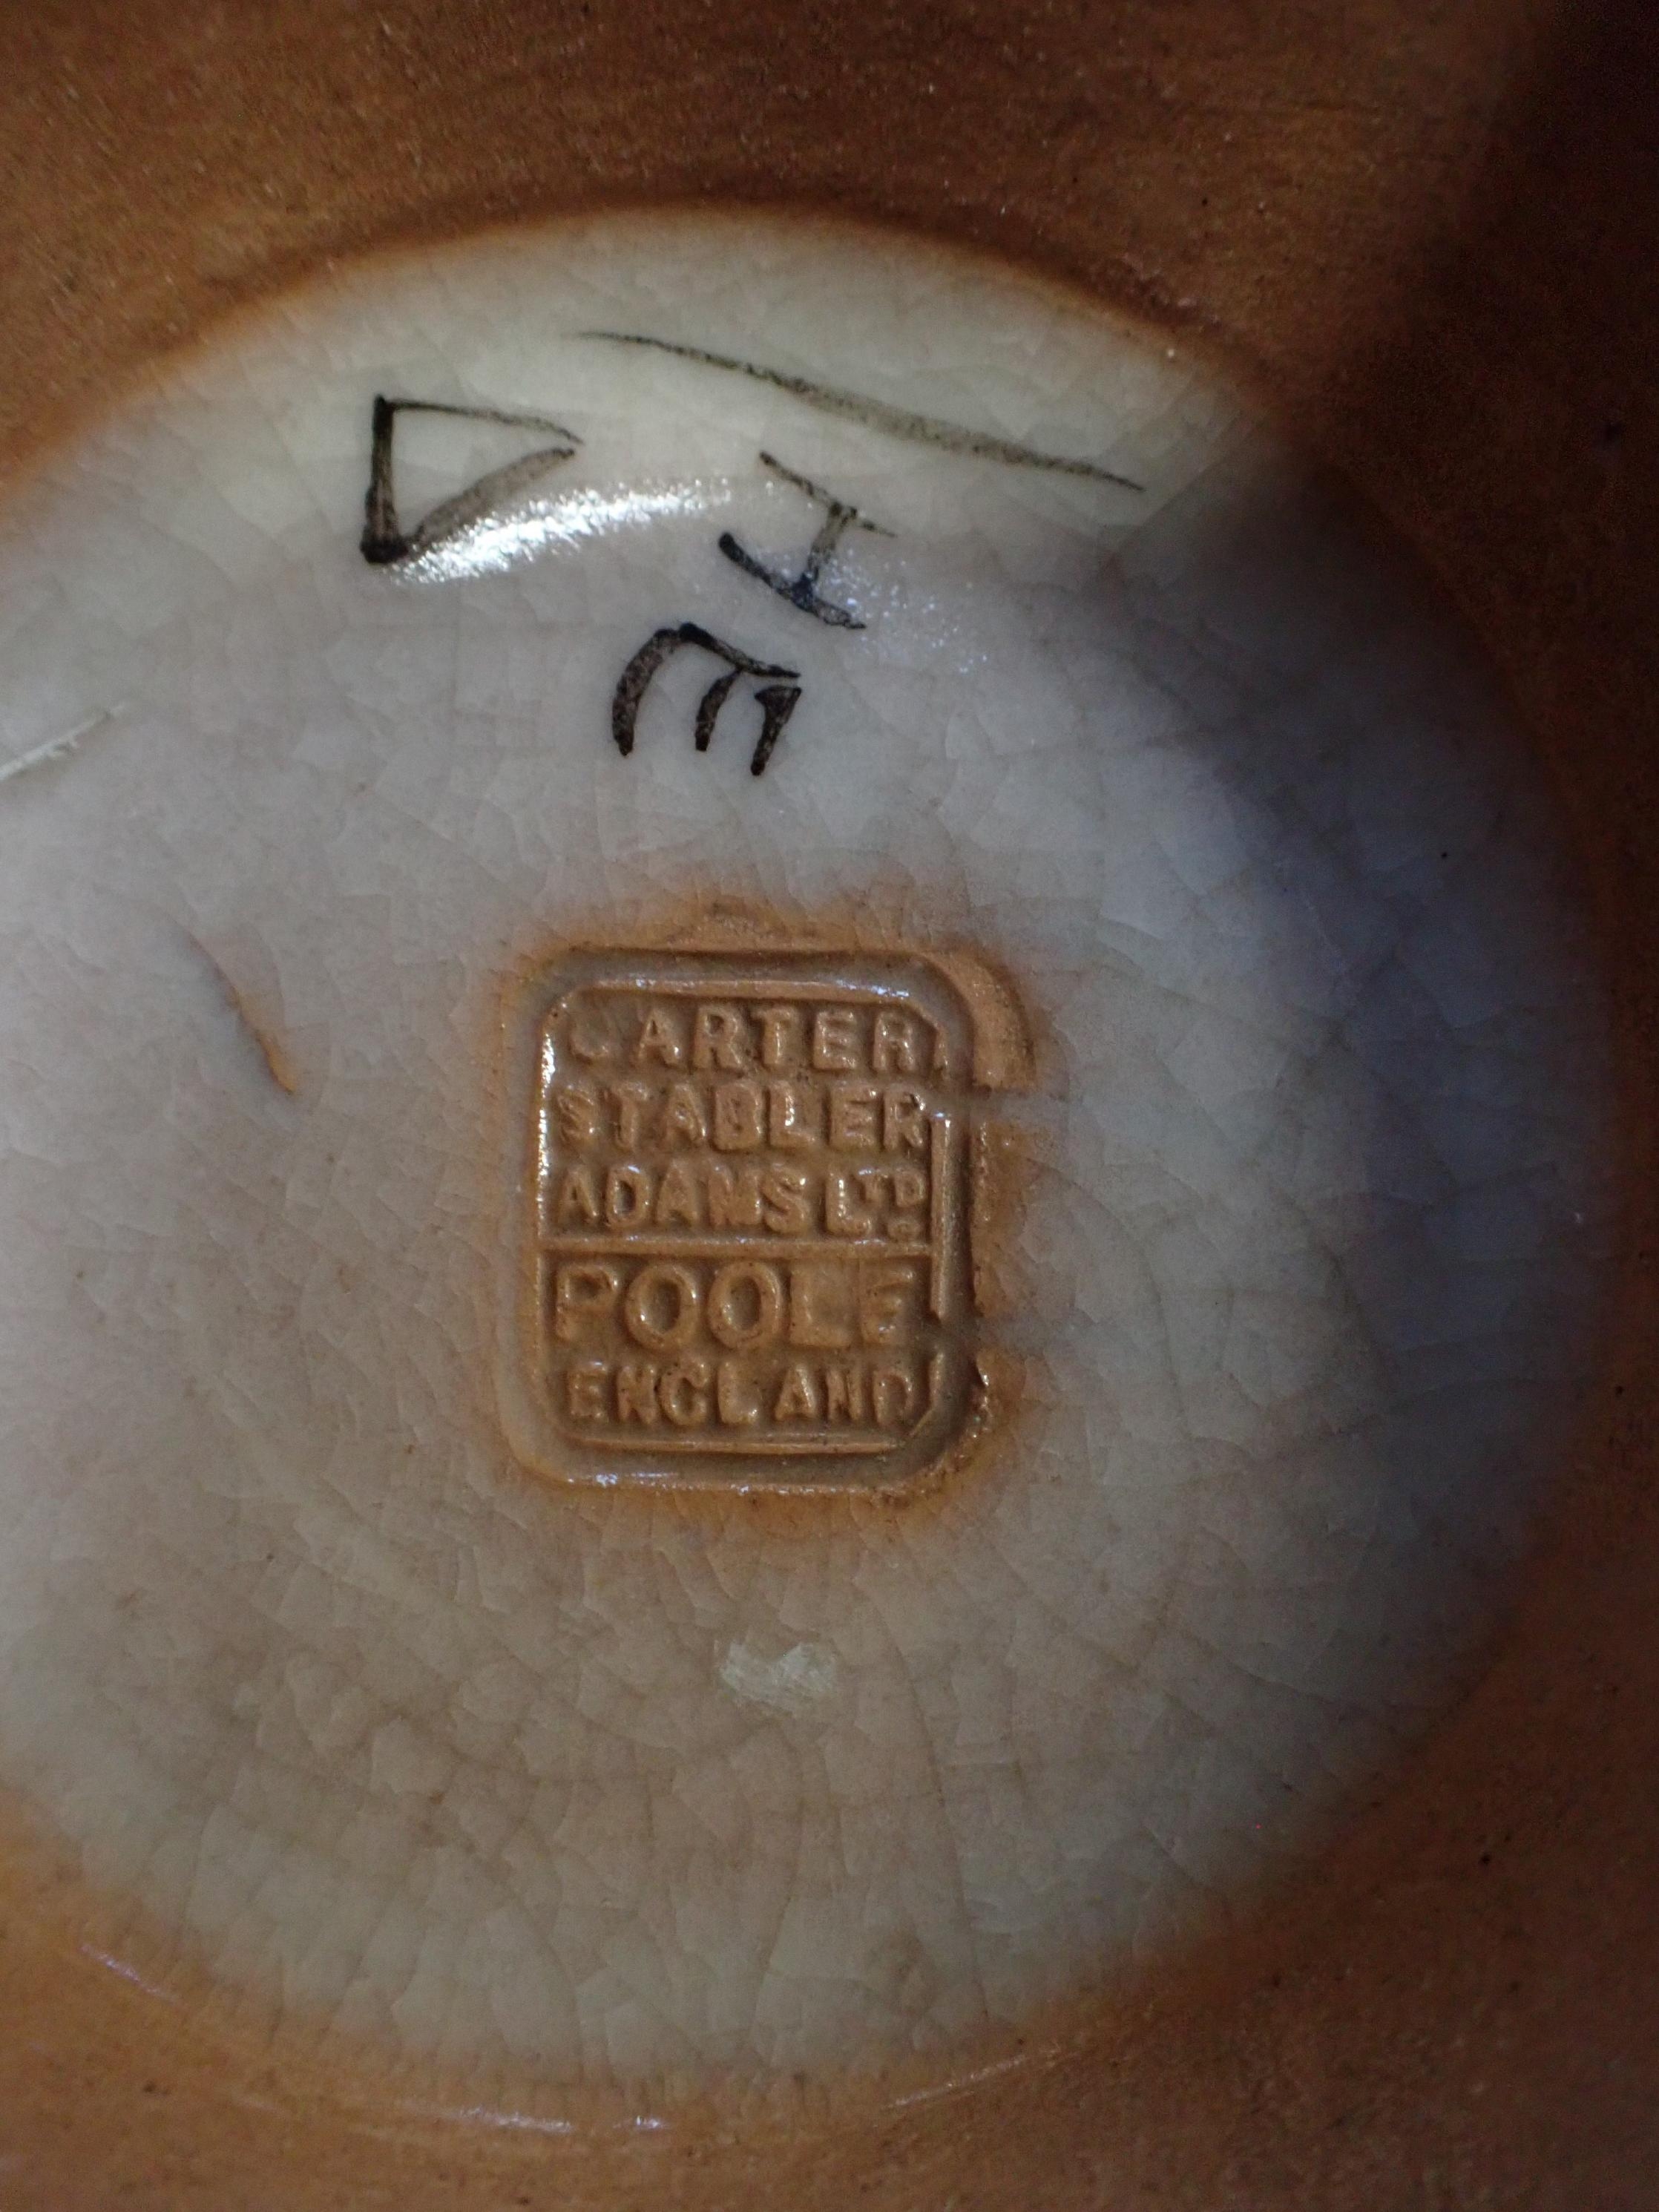 E
H
CARTER
STABLER
ADAMS LTD
POOLE
ENGLAND